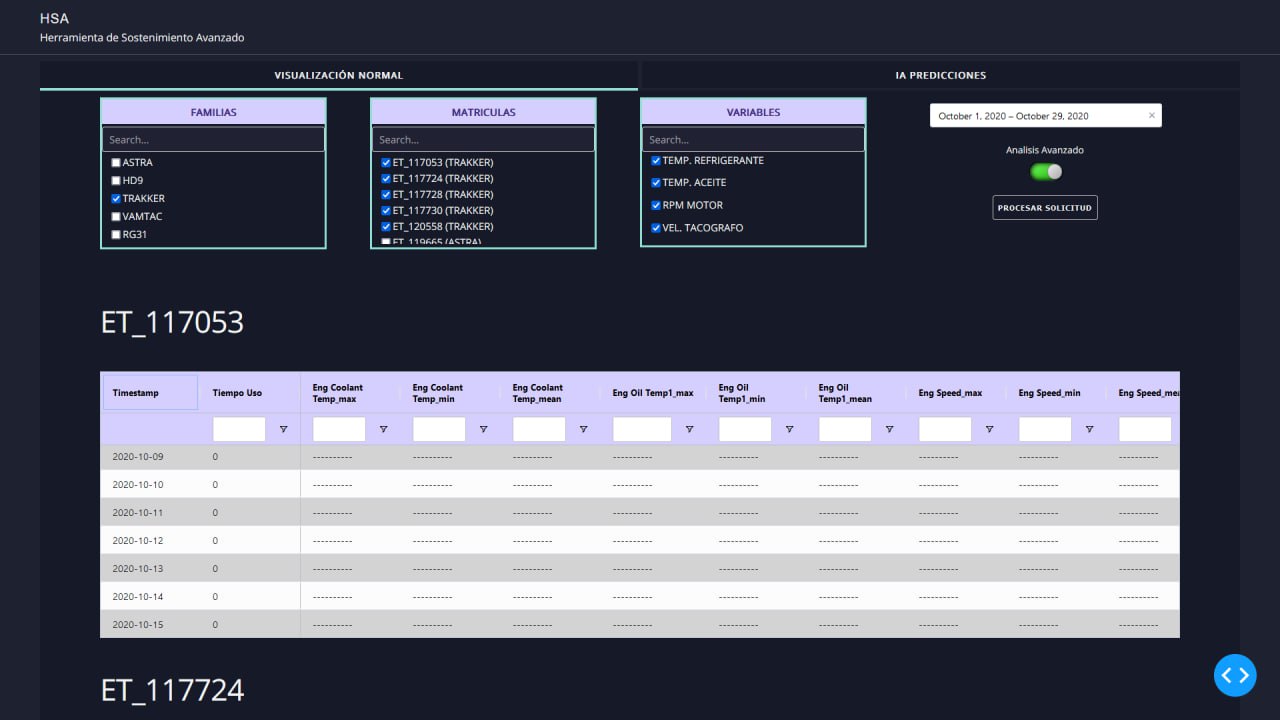 HSA
Herramienta de Sostenimiento Avanzado
VISUALIZACIÓN NORMAL
IA PREDICCIONES
FAMILIAS
Search...
ASTRA
HD9
TRAKKER
VAMTAC
RG31
MATRICULAS
Search...
ET_117053 (TRAKKER)
ET_117724 (TRAKKER)
ET_117728 (TRAKKER)
ET_117730 (TRAKKER)
ET_120558 (TRAKKER)
ET_119665 (ASTRA)
VARIABLES
Search...
TEMP. REFRIGERANTE
TEMP. ACEITE
RPM MOTOR
VEL. TACOGRAFO
October 1, 2020 – October 29, 2020 ×
Analisis Avanzado
PROCESAR SOLICITUD
ET_117053
Timestamp Tiempo Uso Eng Coolant Temp_max Eng Coolant Temp_min Eng Coolant Temp_mean Eng Oil Temp1_max Eng Oil Temp1_min Eng Oil Temp1_mean Eng Speed_max Eng Speed_min Eng Speed_mea
2020-10-09 0 --------- --------- --------- --------- --------- --------- --------- --------- ---------
2020-10-10 0 --------- --------- --------- --------- --------- --------- --------- --------- ---------
2020-10-11 0 --------- --------- --------- --------- --------- --------- --------- --------- ---------
2020-10-12 0 --------- --------- --------- --------- --------- --------- --------- --------- ---------
2020-10-13 0 --------- --------- --------- --------- --------- --------- --------- --------- ---------
2020-10-14 0 --------- --------- --------- --------- --------- --------- --------- --------- ---------
2020-10-15 0 --------- --------- --------- --------- --------- --------- --------- --------- ---------
ET_117724